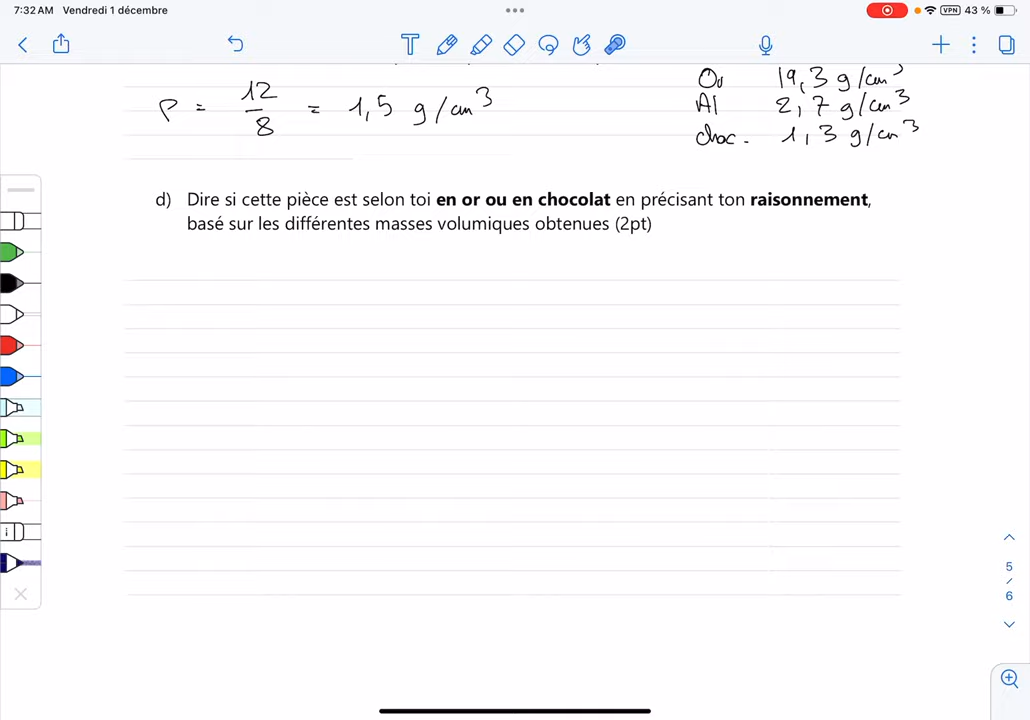 7:32 AM Vendredi 1 décembre
VPN 43 %
Or 19,3 g/cm³
ρ = 12/8 = 1,5 g/cm³
Al 2,7 g/cm³
choc. 1,3 g/cm³
d) Dire si cette pièce est selon toi en or ou en chocolat en précisant ton raisonnement,
basé sur les différentes masses volumiques obtenues (2pt)
5
/
6